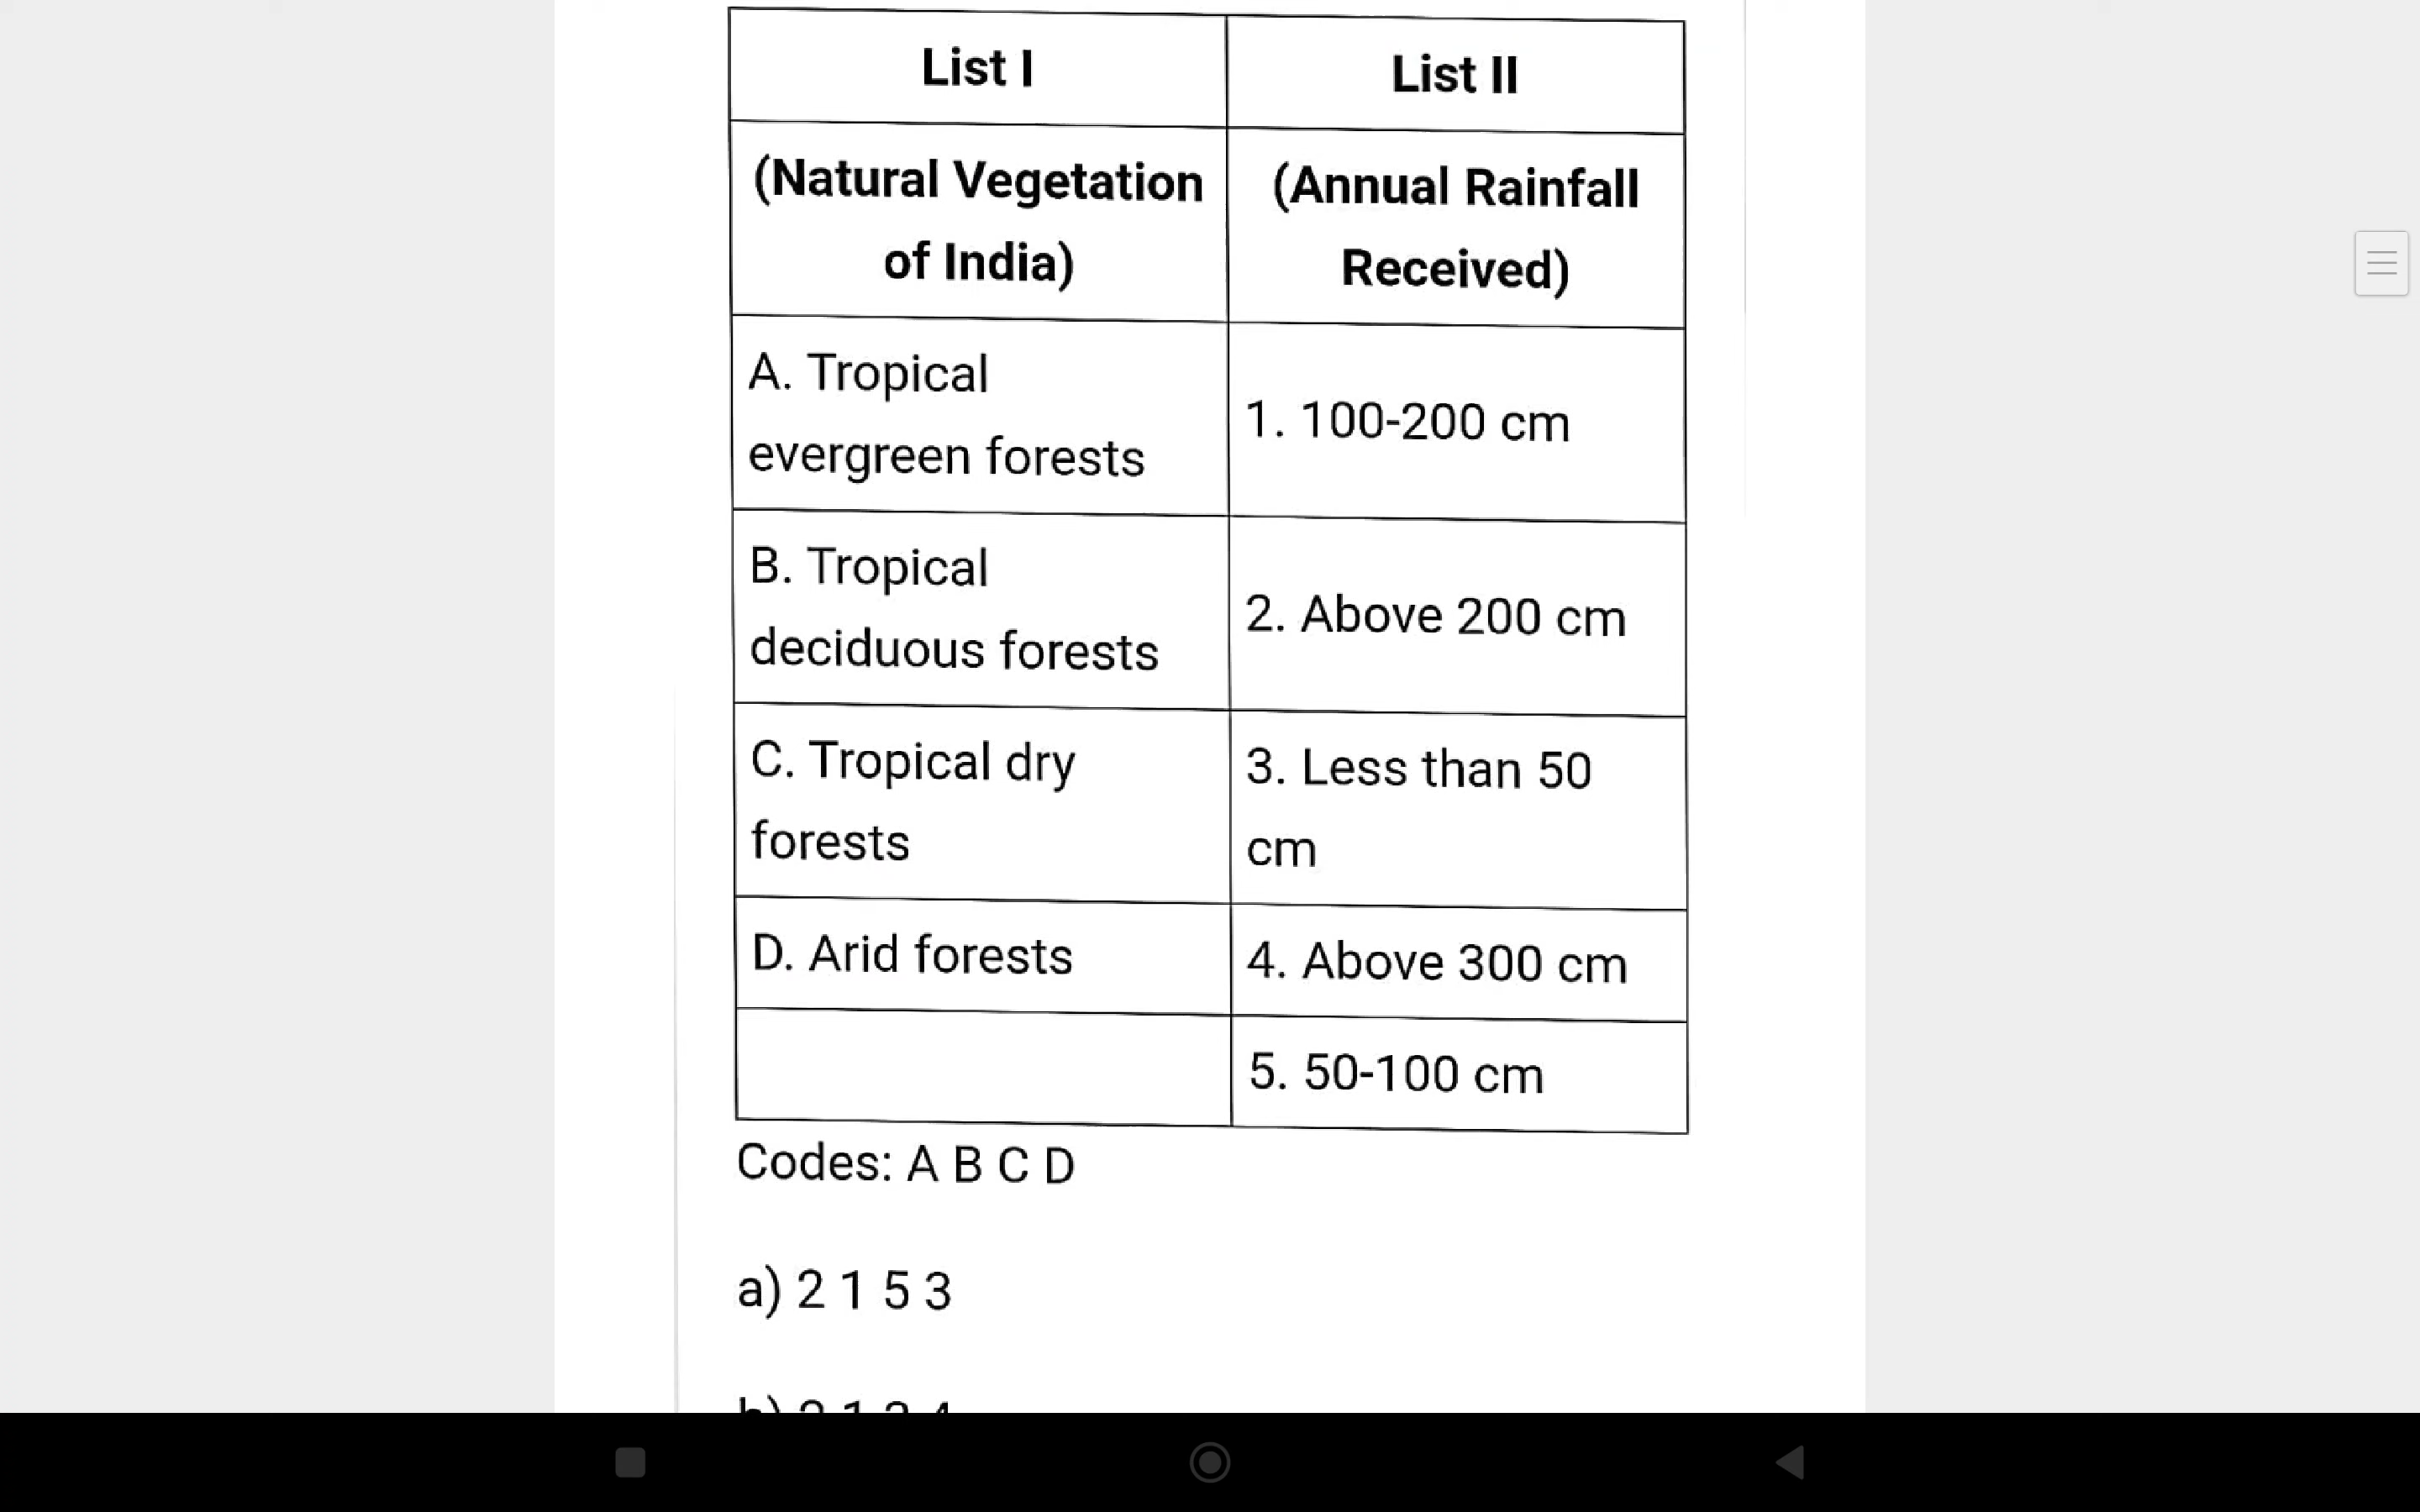 List I
List II
(Natural Vegetation
of India)
(Annual Rainfall
Received)
A. Tropical
evergreen forests
1. 100-200 cm
B. Tropical
deciduous forests
2. Above 200 cm
C. Tropical dry
forests
3. Less than 50
cm
D. Arid forests
4. Above 300 cm
5. 50-100 cm
Codes: A B C D
a) 2 1 5 3